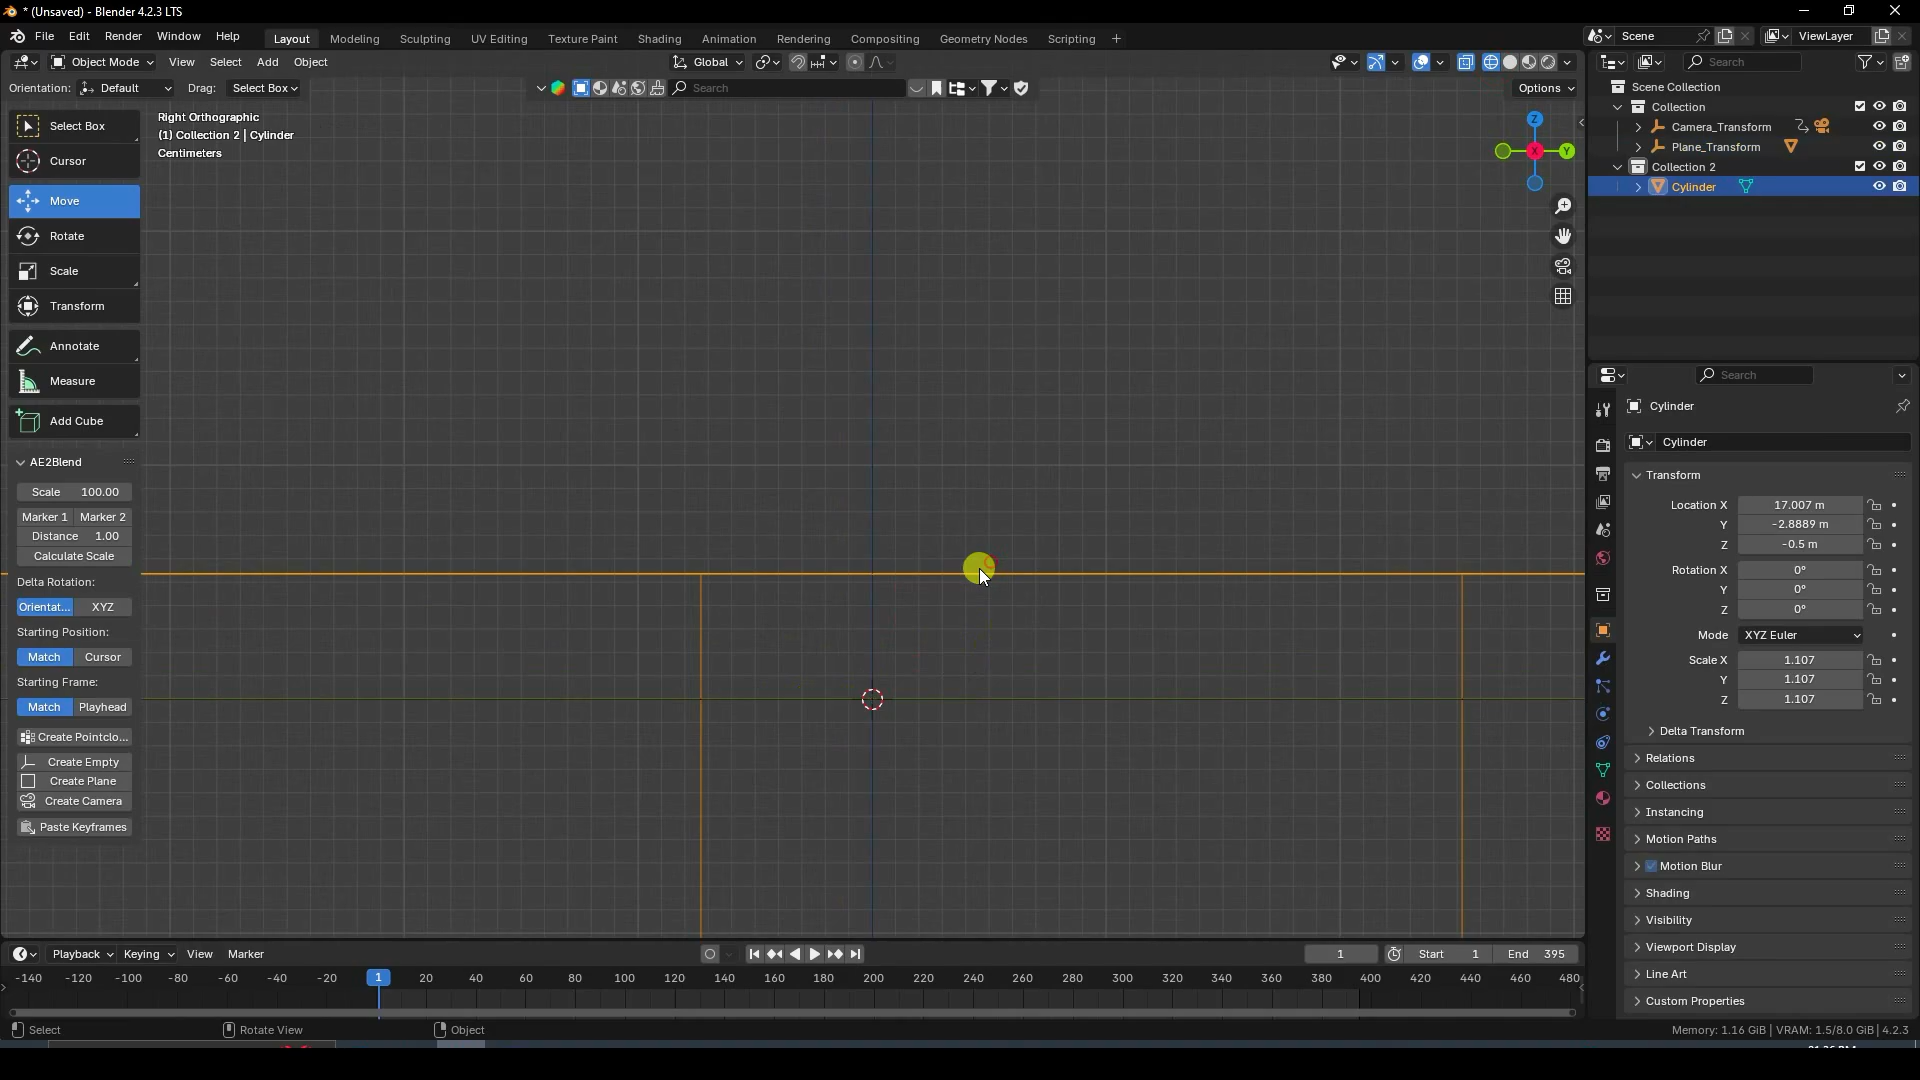 * (Unsaved) - Blender 4.2.3 LTS
File Edit Render Window Help Layout Modeling Sculpting UV Editing Texture Paint Shading Animation Rendering Compositing Geometry Nodes Scripting + Scene ViewLayer
Object Mode View Select Add Object Global Search
Orientation: Default Drag: Select Box Search Options
Scene Collection
Collection
Camera_Transform
Plane_Transform
Collection 2
Cylinder
Right Orthographic
(1) Collection 2 | Cylinder
Centimeters
Z
X
Y
Select Box
Cursor
Move
Rotate
Scale
Transform
Annotate
Measure
Add Cube
AE2Blend
Scale 100.00
Marker 1 Marker 2
Distance 1.00
Calculate Scale
Delta Rotation:
Orientat... XYZ
Starting Position:
Match Cursor
Starting Frame:
Match Playhead
Create Pointclo...
Create Empty
Create Plane
Create Camera
Paste Keyframes
Search
Cylinder
Cylinder
Transform
Location X 17.007 m
Y -2.8889 m
Z -0.5 m
Rotation X 0°
Y 0°
Z 0°
Mode XYZ Euler
Scale X 1.107
Y 1.107
Z 1.107
Delta Transform
Relations
Collections
Instancing
Motion Paths
Motion Blur
Shading
Visibility
Viewport Display
Line Art
Custom Properties
Playback Keying View Marker 1 Start 1 End 395
-140 -120 -100 -80 -60 -40 -20 1 20 40 60 80 100 120 140 160 180 200 220 240 260 280 300 320 340 360 380 400 420 440 460 480
Select Rotate View Object Memory: 1.16 GiB | VRAM: 1.5/8.0 GiB | 4.2.3